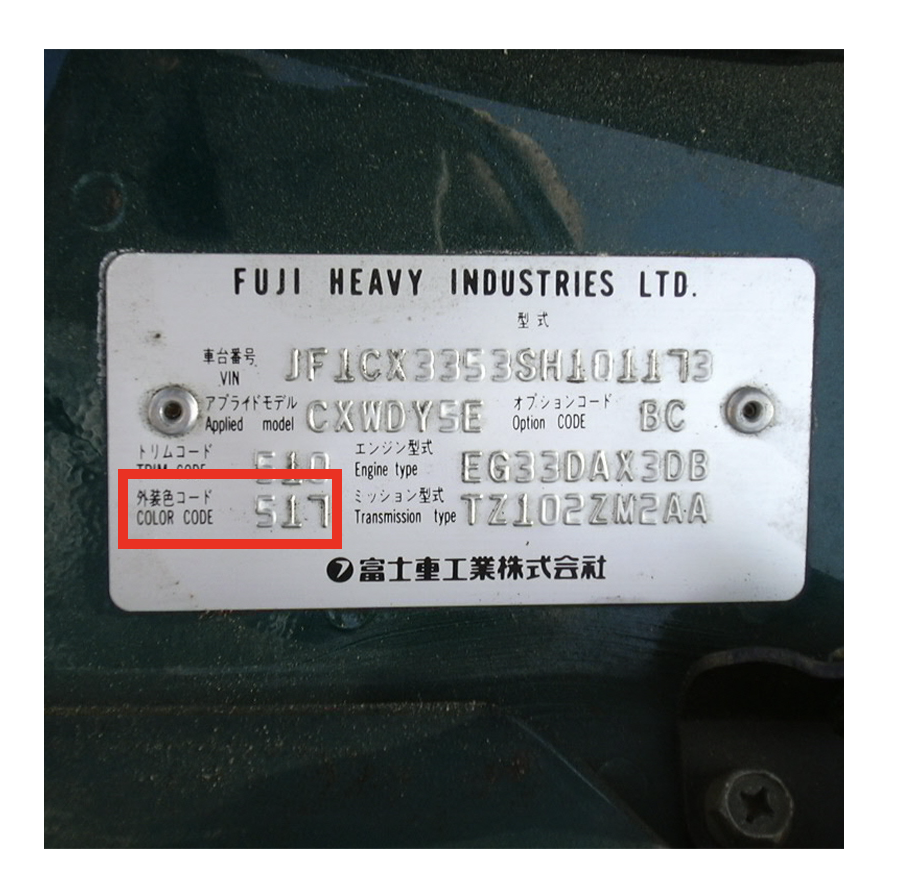 FUJI HEAVY INDUSTRIES LTD.
型式
車台番号 VIN JF1CX3353SH101173
アプライドモデル Applied model CXWDY5E オプションコード Option CODE BC
トリムコード TRIM CODE 510 エンジン型式 Engine type EG33DAX3DB
外装色コード COLOR CODE 517 ミッション型式 Transmission type TZ102ZM2AA
富士重工業株式会社